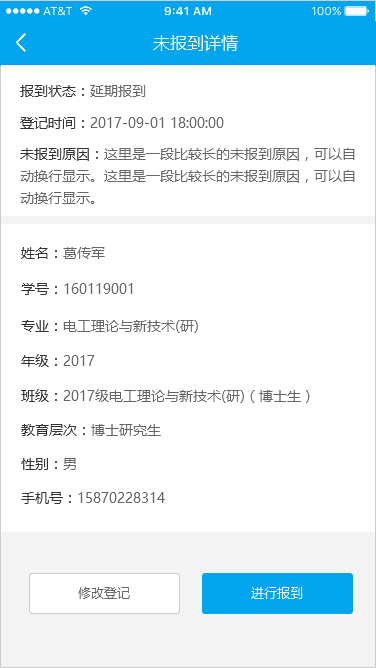 AT&T 9:41 AM 100%
未报到详情
报到状态：延期报到
登记时间：2017-09-01 18:00:00
未报到原因：这里是一段比较长的未报到原因，可以自
动换行显示。这里是一段比较长的未报到原因，可以自
动换行显示。
姓名：葛传军
学号：160119001
专业：电工理论与新技术(研)
年级：2017
班级：2017级电工理论与新技术(研)（博士生）
教育层次：博士研究生
性别：男
手机号：15870228314
修改登记 进行报到